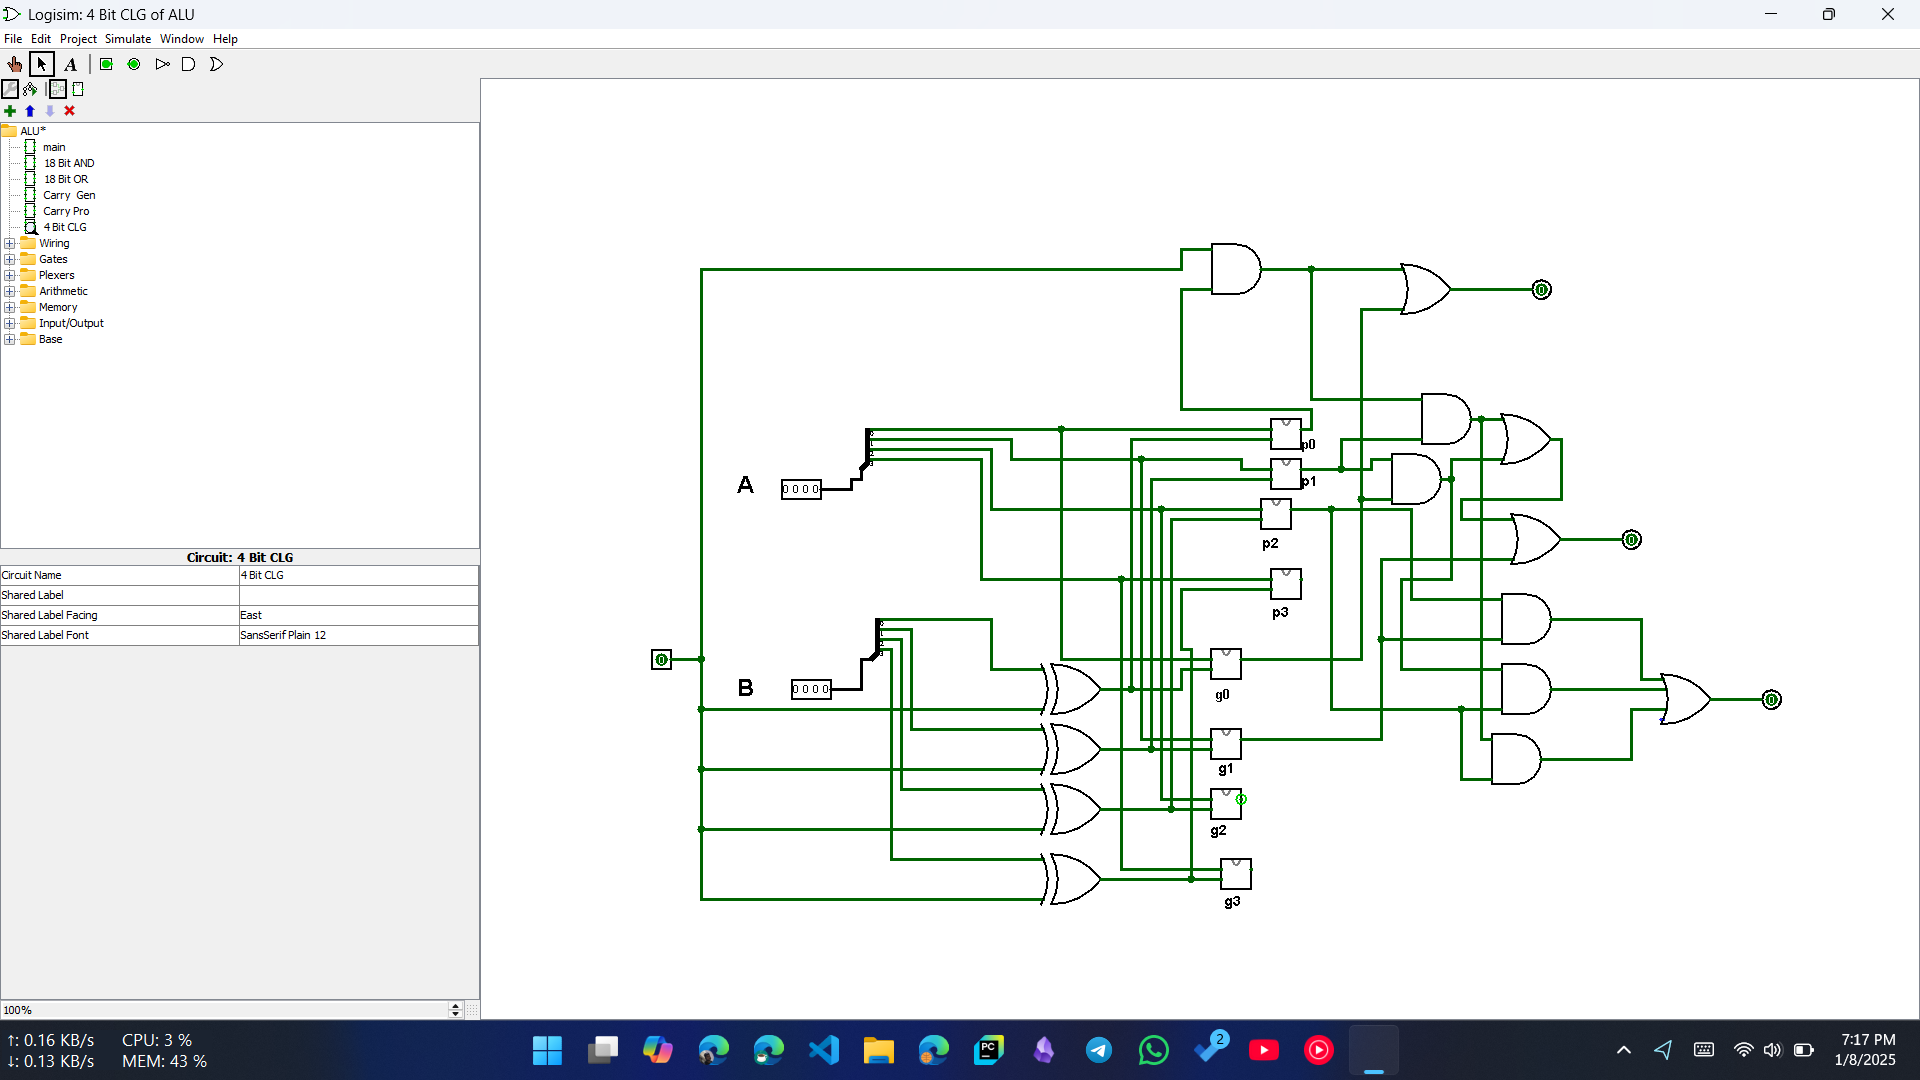 Logisim: 4 Bit CLG of ALU
File Edit Project Simulate Window Help
A
ALU*
main
18 Bit AND
18 Bit OR
Carry Gen
Carry Pro
4 Bit CLG
Wiring
Gates
Plexers
Arithmetic
Memory
Input/Output
Base
Circuit: 4 Bit CLG
Circuit Name 4 Bit CLG
Shared Label
Shared Label Facing East
Shared Label Font SansSerif Plain 12
100%
0
p0
A
0 0 0 0
p1
p2
0
p3
0
B
0 0 0 0
g0
0
g1
g2
g3
↑: 0.16 KB/s CPU: 3 %
↓: 0.13 KB/s MEM: 43 %
PC
2
7:17 PM
1/8/2025